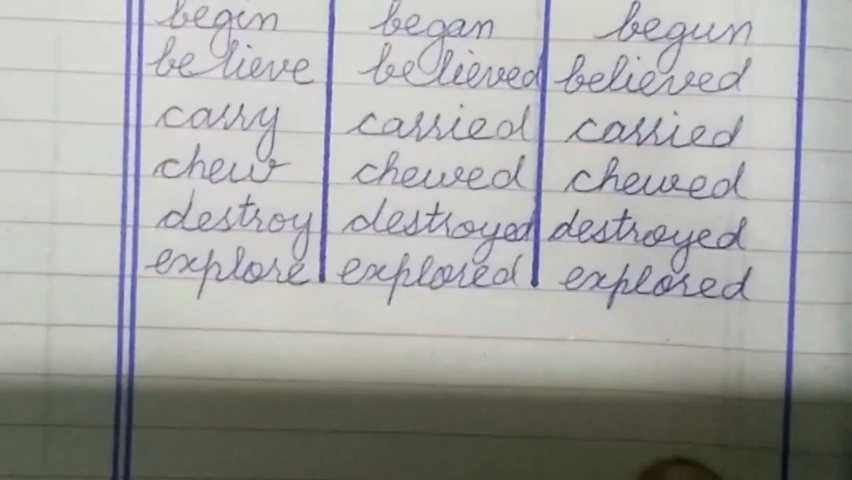 begin began begun
believe believed believed
carry carried carried
chew chewed chewed
destroy destroyed destroyed
explore explored explored